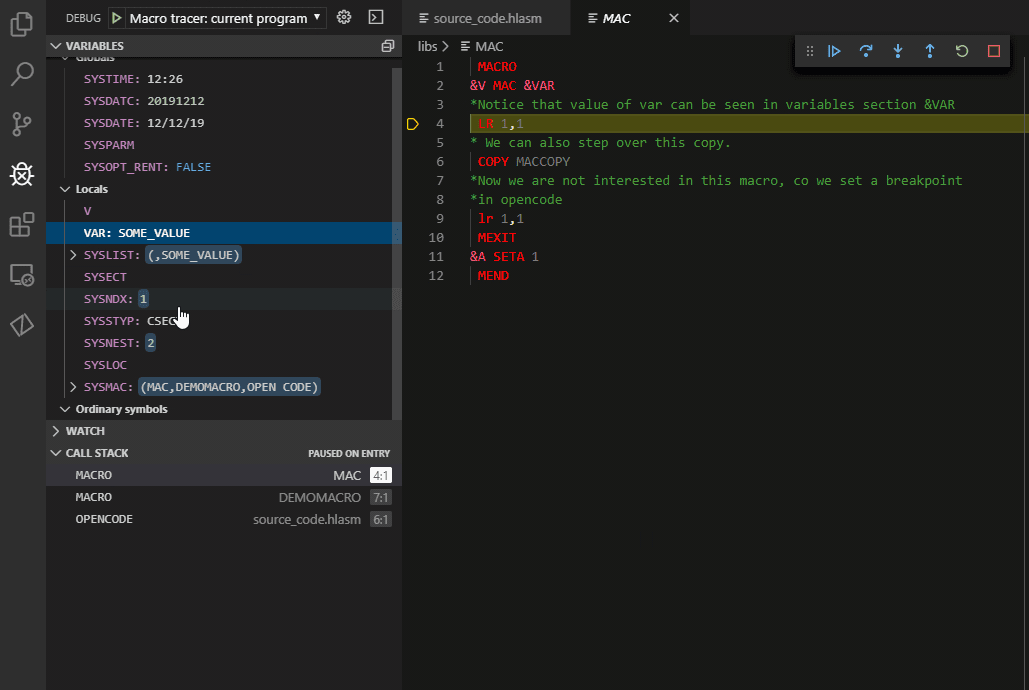 DEBUG Macro tracer: current program
VARIABLES
Globals
SYSTIME: 12:26
SYSDATC: 20191212
SYSDATE: 12/12/19
SYSPARM
SYSOPT_RENT: FALSE
Locals
V
VAR: SOME_VALUE
SYSLIST: (,SOME_VALUE)
SYSECT
SYSNDX: 1
SYSSTYP: CSEC
SYSNEST: 2
SYSLOC
SYSMAC: (MAC,DEMOMACRO,OPEN CODE)
Ordinary symbols
WATCH
CALL STACK PAUSED ON ENTRY
MACRO MAC 4:1
MACRO DEMOMACRO 7:1
OPENCODE source_code.hlasm 6:1
source_code.hlasm MAC
libs > MAC
1 MACRO
2 &V MAC &VAR
3 *Notice that value of var can be seen in variables section &VAR
4 LR 1,1
5 * We can also step over this copy.
6 COPY MACCOPY
7 *Now we are not interested in this macro, co we set a breakpoint
8 *in opencode
9 lr 1,1
10 MEXIT
11 &A SETA 1
12 MEND